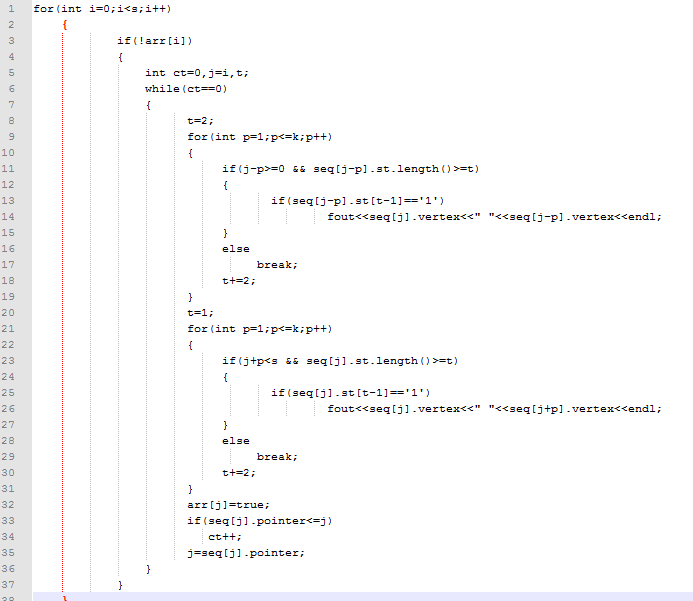 1 for(int i=0;i<s;i++)
2 {
3 if(!arr[i])
4 {
5 int ct=0,j=i,t;
6 while(ct==0)
7 {
8 t=2;
9 for(int p=1;p<=k;p++)
10 {
11 if(j-p>=0 && seq[j-p].st.length()>=t)
12 {
13 if(seq[j-p].st[t-1]=='1')
14 fout<<seq[j].vertex<<" "<<seq[j-p].vertex<<endl;
15 }
16 else
17 break;
18 t+=2;
19 }
20 t=1;
21 for(int p=1;p<=k;p++)
22 {
23 if(j+p<s && seq[j].st.length()>=t)
24 {
25 if(seq[j].st[t-1]=='1')
26 fout<<seq[j].vertex<<" "<<seq[j+p].vertex<<endl;
27 }
28 else
29 break;
30 t+=2;
31 }
32 arr[j]=true;
33 if(seq[j].pointer<=j)
34 ct++;
35 j=seq[j].pointer;
36 }
37 }
38 }